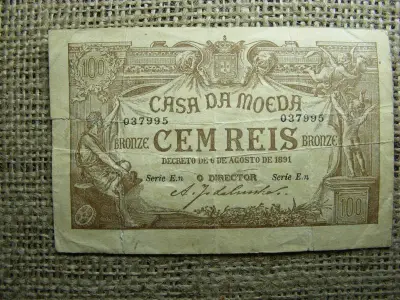 100 100
CASA DA MOEDA
037995 037995
BRONZE CEM REIS BRONZE
DECRETO DE 6 DE AGOSTO DE 1891
Serie E.n O DIRECTOR Serie E.n
100